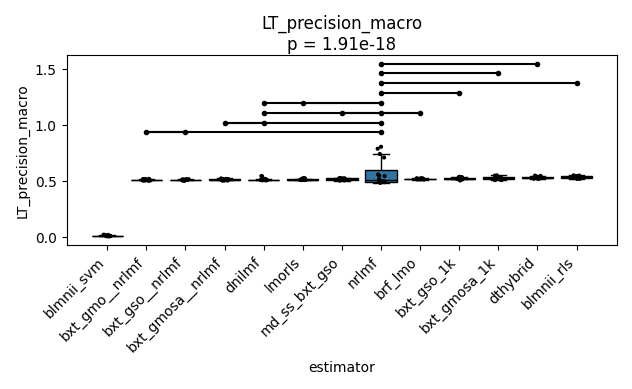 LT_precision_macro
p = 1.91e-18
LT_precision_macro
1.5
1.0
0.5
0.0
blmnii_svm
bxt_gmo__nrlmf
bxt_gso__nrlmf
bxt_gmosa__nrlmf
dnilmf
lmorls
md_ss_bxt_gso
nrlmf
brf_lmo
bxt_gso_1k
bxt_gmosa_1k
dthybrid
blmnii_rls
estimator